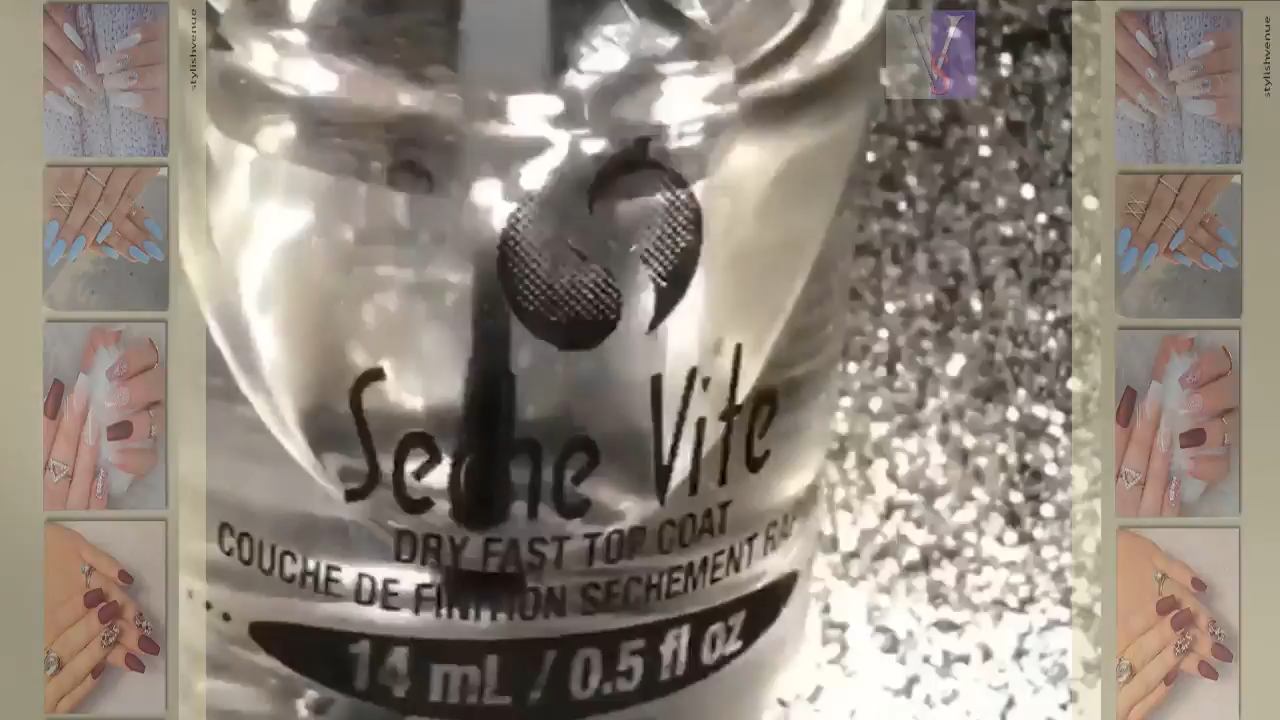 stylishvenue
stylishvenue
Seche Vite
DRY FAST TOP COAT
COUCHE DE FINITION SECHEMENT
14 mL / 0.5 fl oz